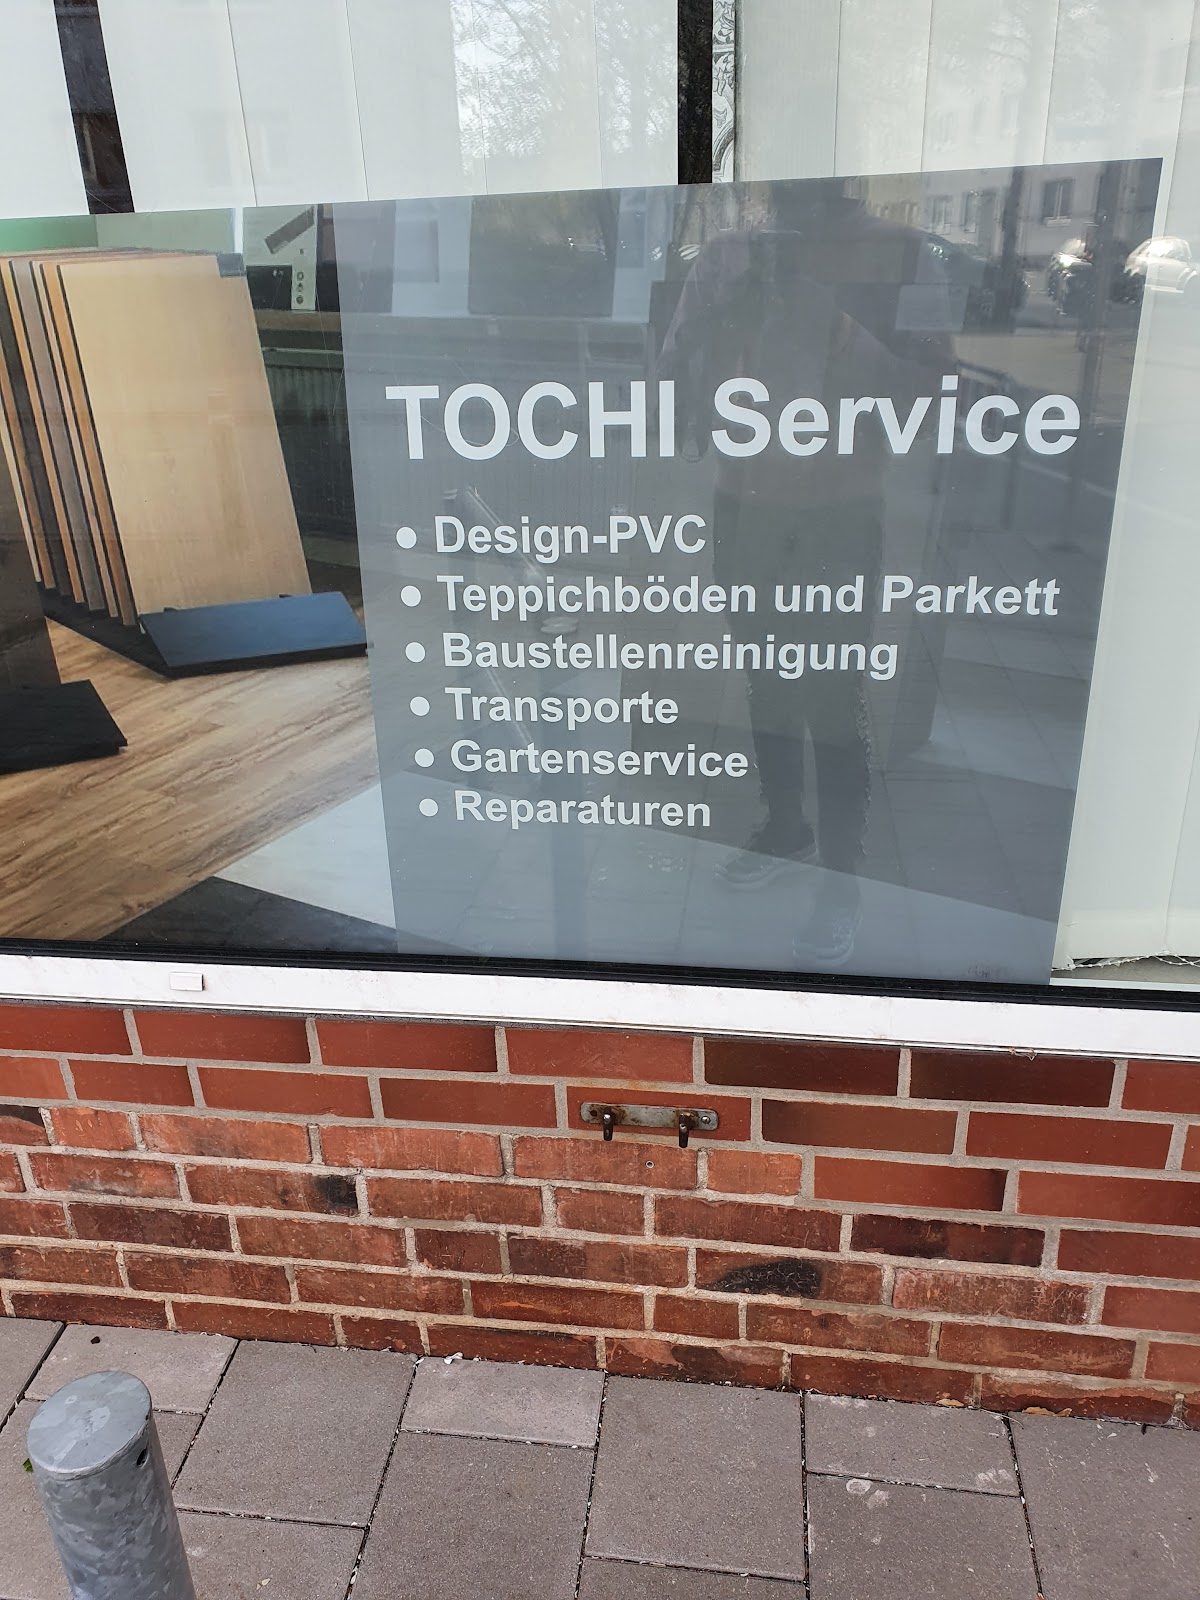 TOCHI Service
• Design-PVC
• Teppichböden und Parkett
• Baustellenreinigung
• Transporte
• Gartenservice
• Reparaturen